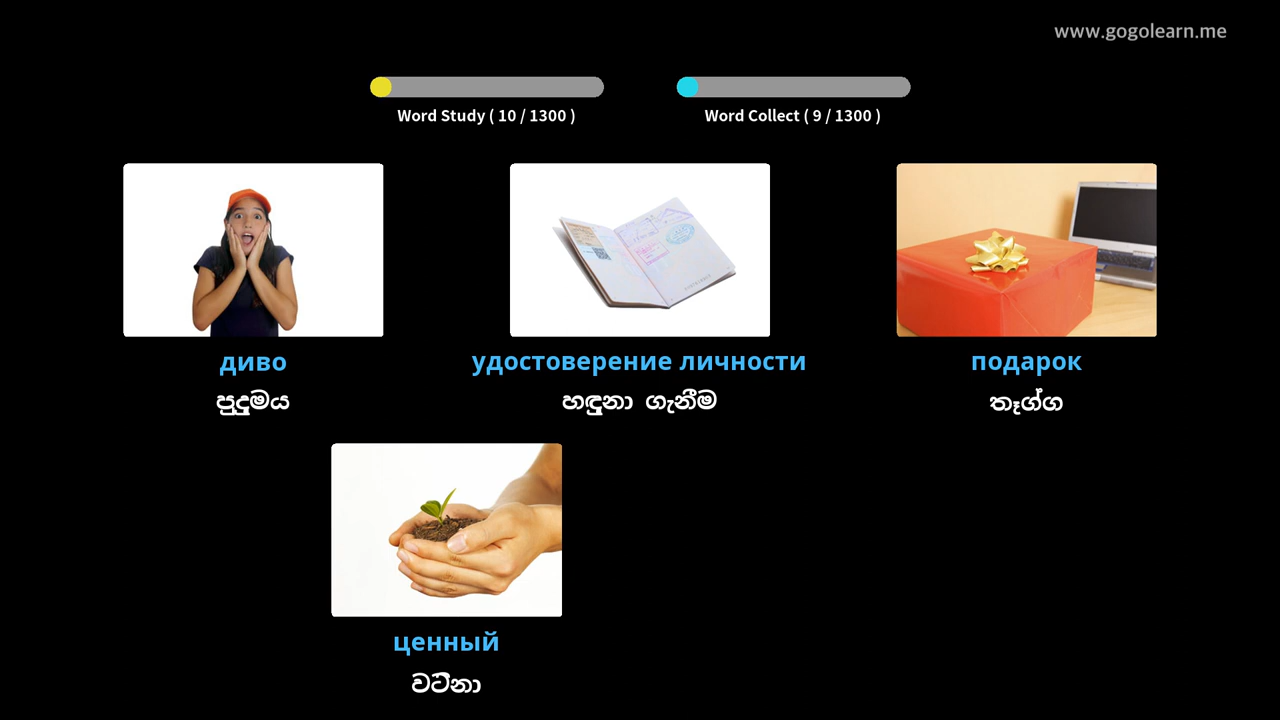 www.gogolearn.me
Word Study ( 10 / 1300 )
Word Collect ( 9 / 1300 )
диво
удостоверение личности
подарок
පුදුමය
හඳුනා ගැනීම
තෑග්ග
ценный
වටිනා